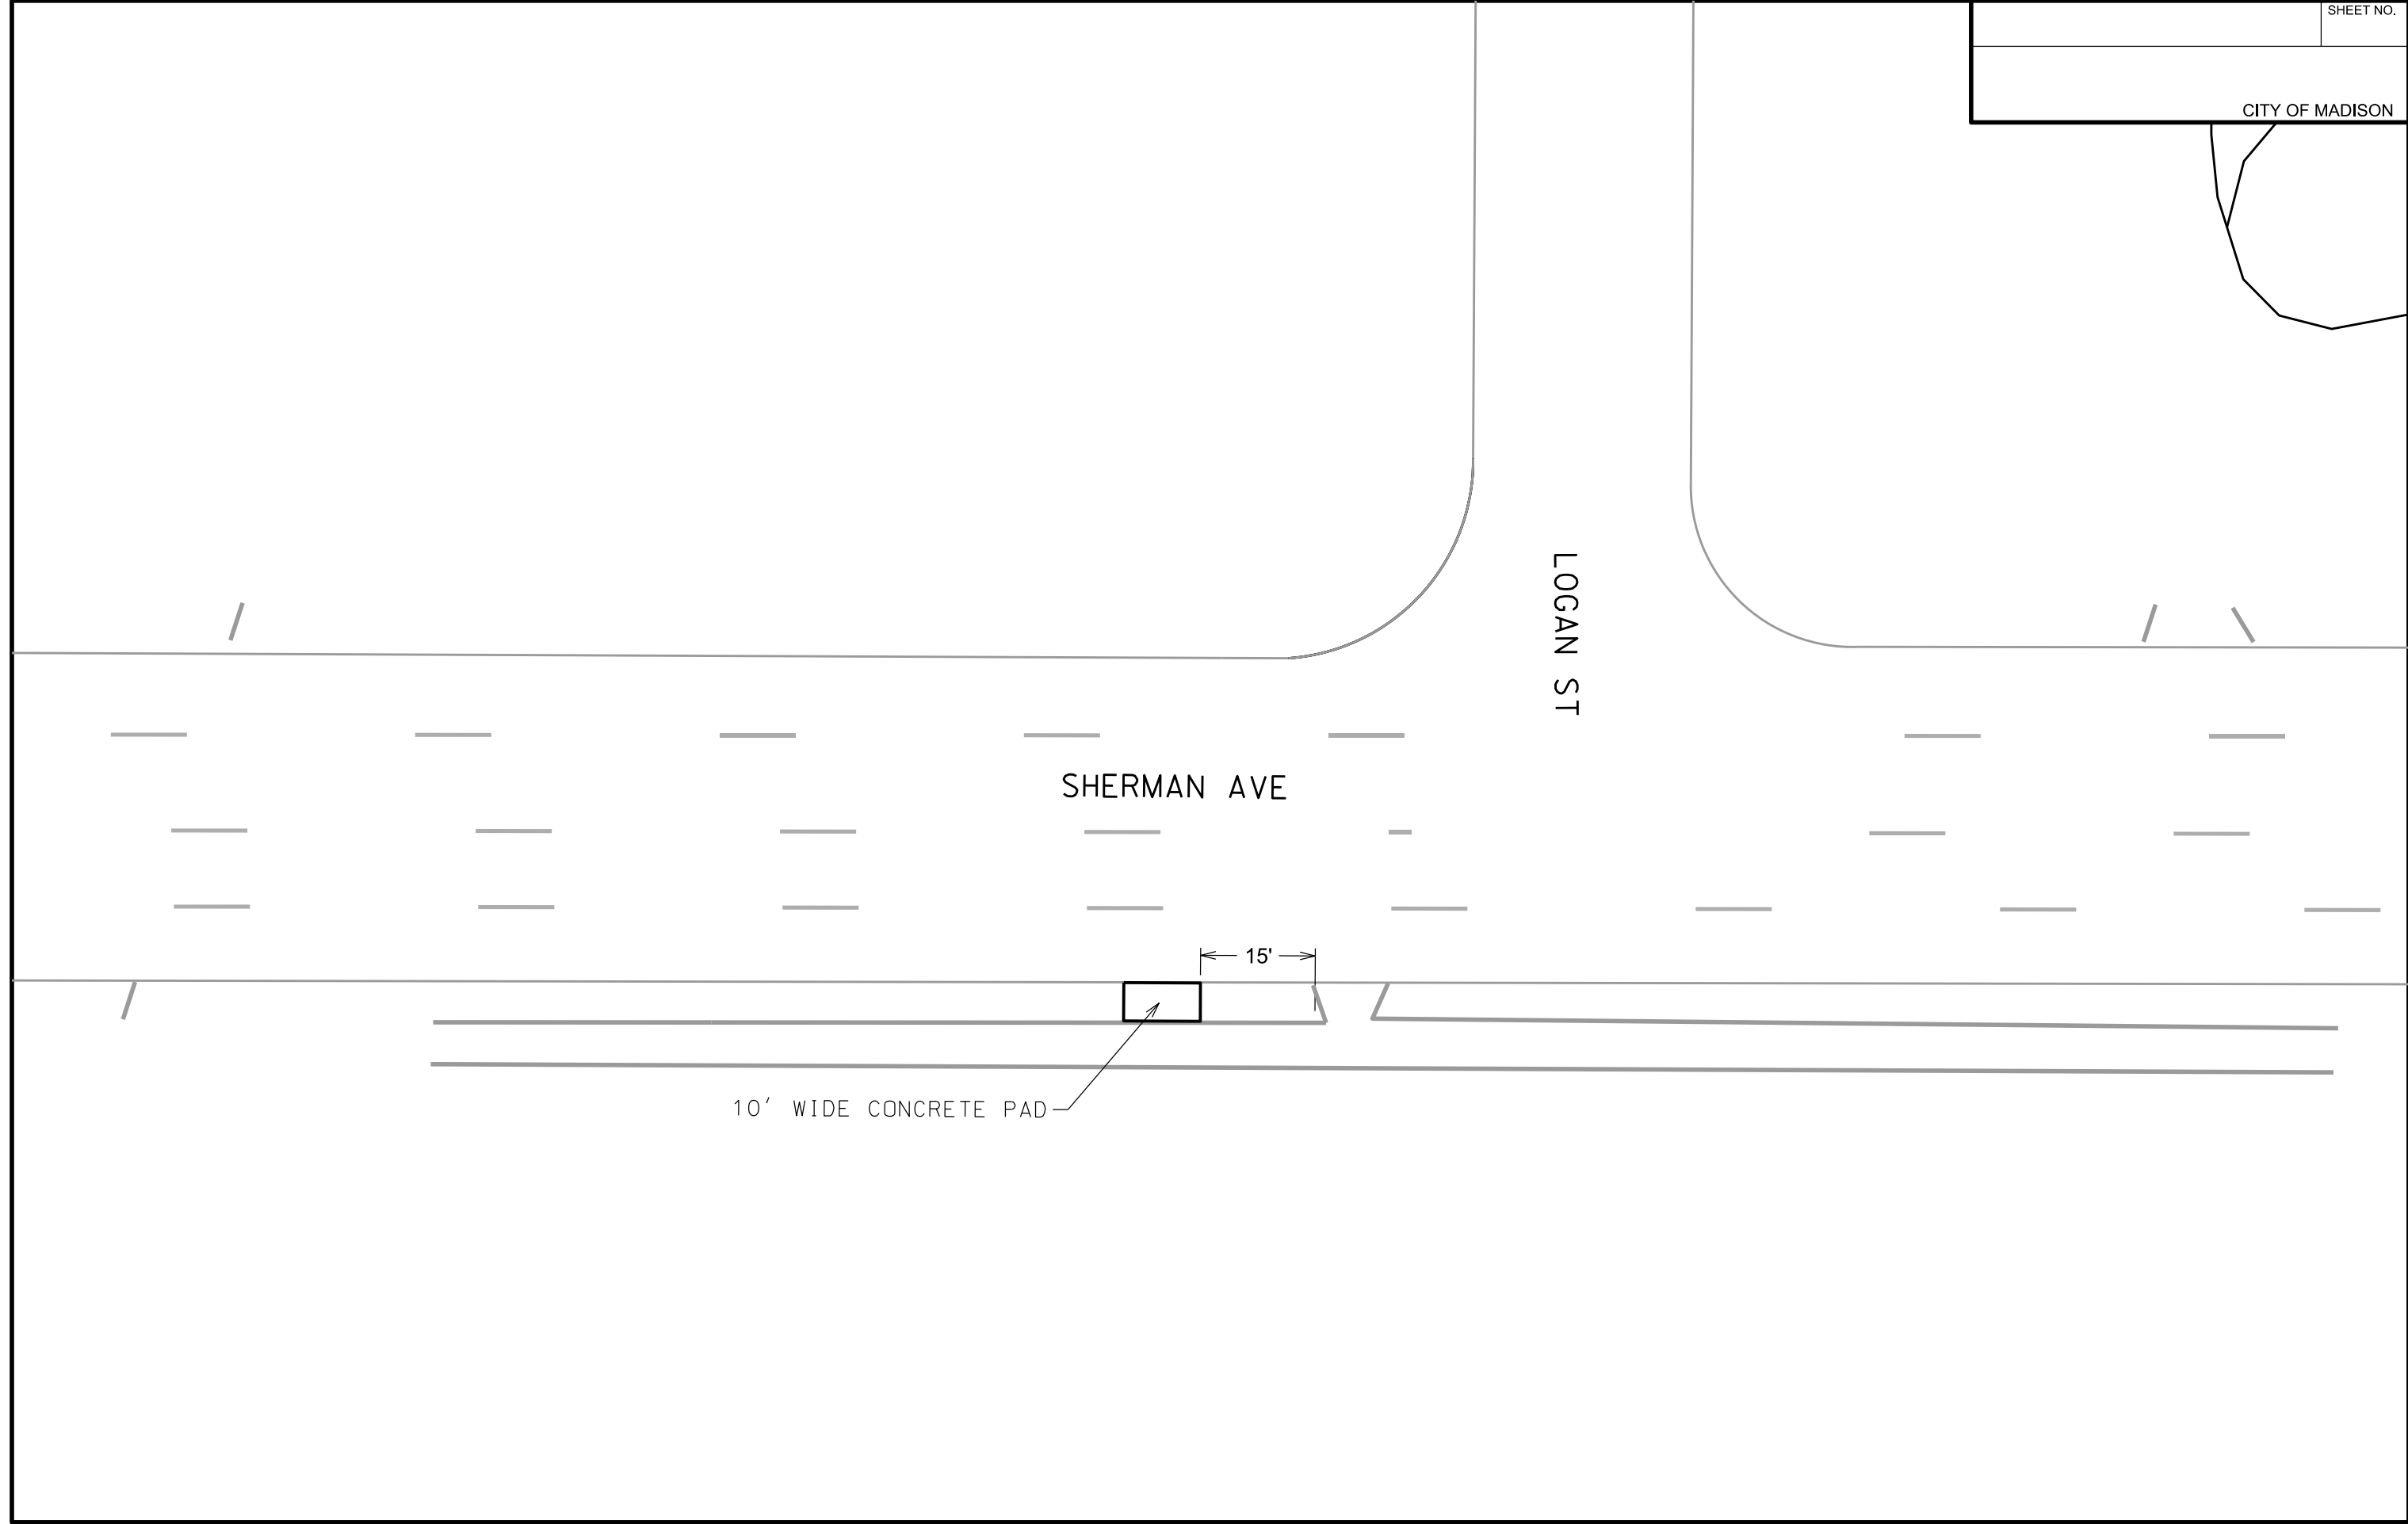 SHEET NO.
CITY OF MADISON
LOGAN ST
SHERMAN AVE
15'
10' WIDE CONCRETE PAD